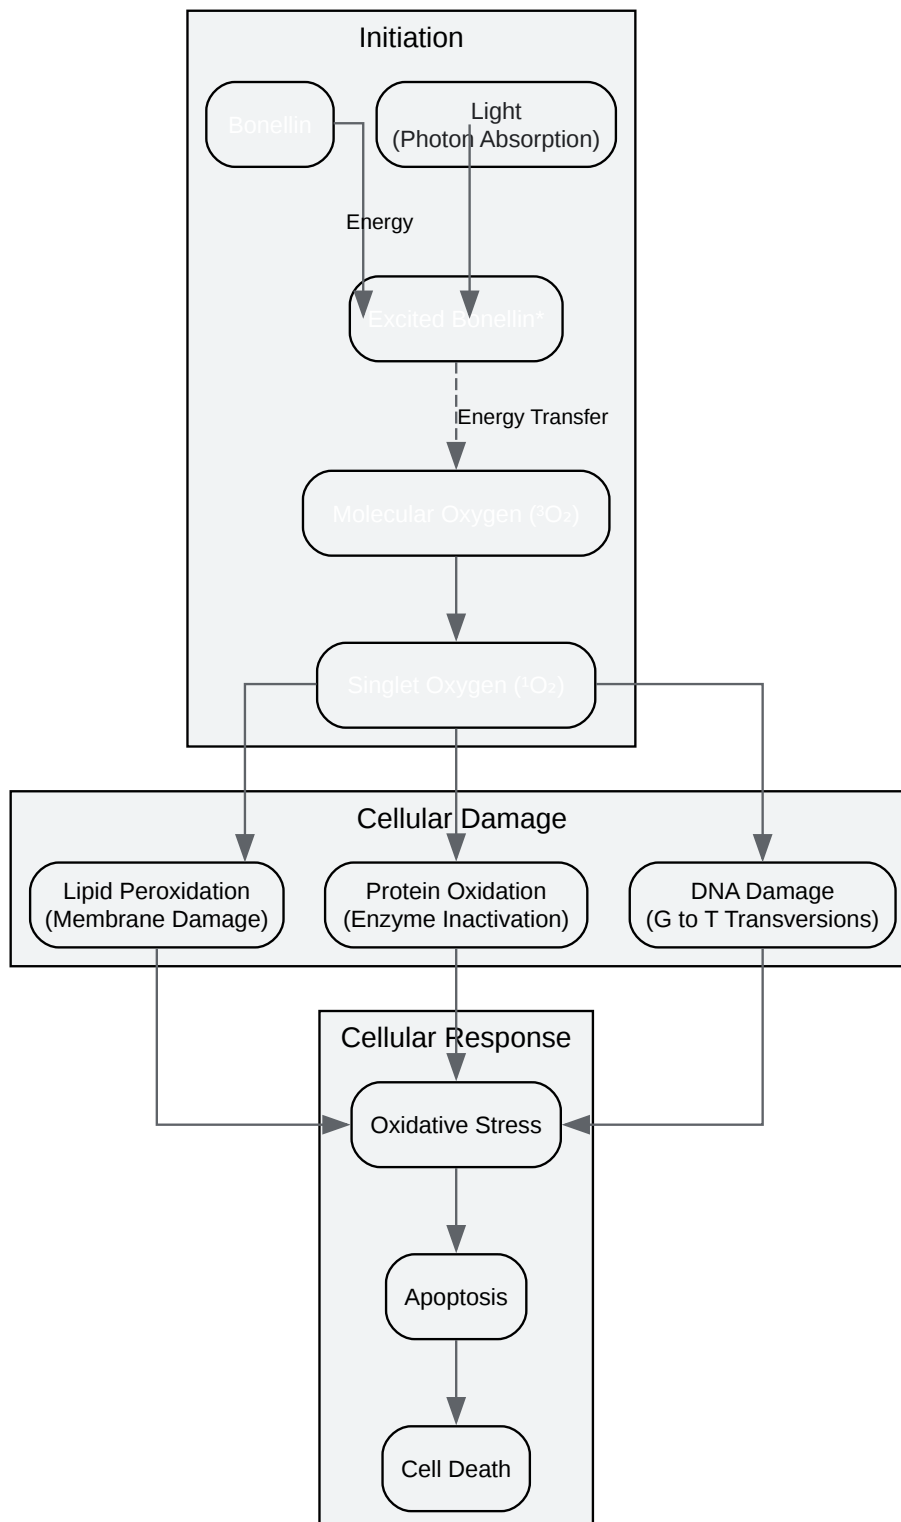 Initiation
Bonellin
Light
(Photon Absorption)
Energy
Excited Bonellin*
Energy Transfer
Molecular Oxygen (³O₂)
Singlet Oxygen (¹O₂)
Cellular Damage
Lipid Peroxidation
(Membrane Damage)
Protein Oxidation
(Enzyme Inactivation)
DNA Damage
(G to T Transversions)
Cellular Response
Oxidative Stress
Apoptosis
Cell Death